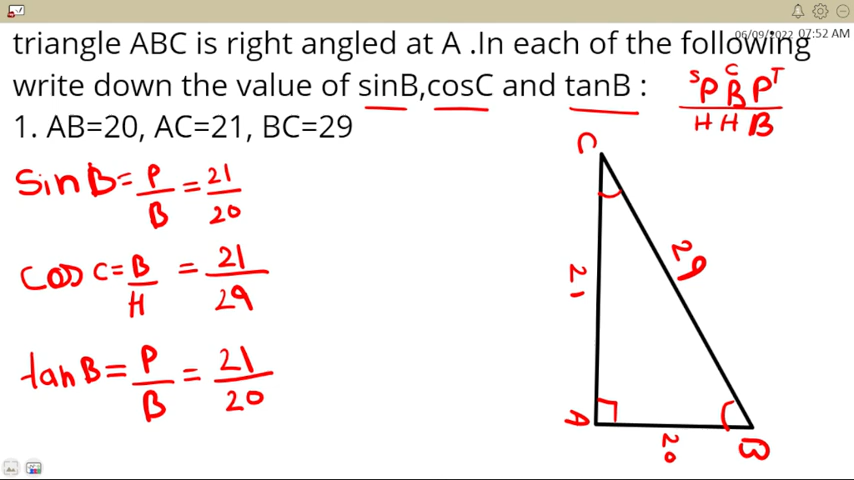 06/09/2022 07:52 AM
triangle ABC is right angled at A .In each of the following
write down the value of sinB,cosC and tanB :
S C T
P B P
H H B
1. AB=20, AC=21, BC=29
C
Sin B = P/B = 21/20
29
cos C = B/H = 21/29
21
tan B = P/B = 21/20
A
20
B